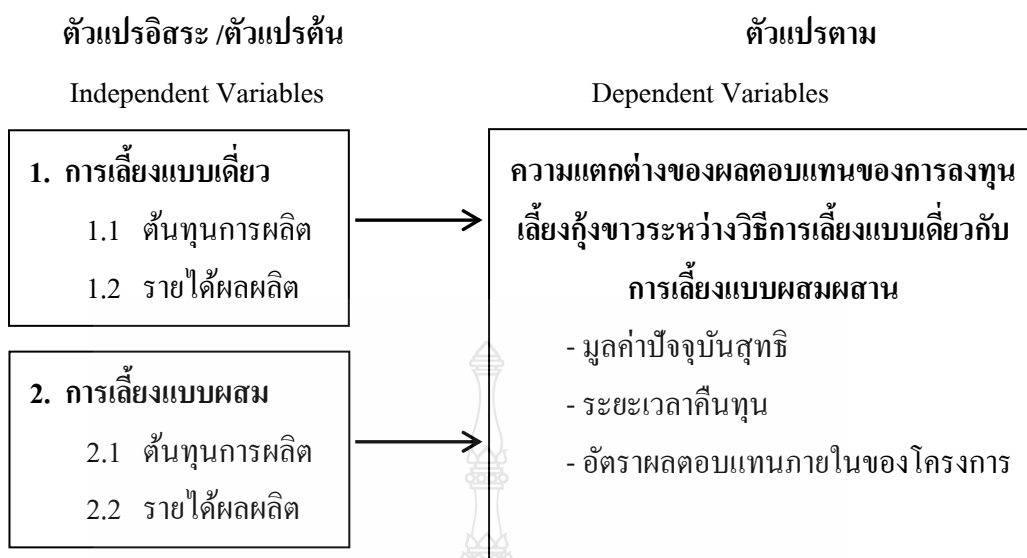 ตัวแปรอิสระ /ตัวแปรต้น
Independent Variables
1. การเลี้ยงแบบเดี่ยว
1.1 ต้นทุนการผลิต
1.2 รายได้ผลผลิต
2. การเลี้ยงแบบผสม
2.1 ต้นทุนการผลิต
2.2 รายได้ผลผลิต
ตัวแปรตาม
Dependent Variables
ความแตกต่างของผลตอบแทนของการลงทุน
เลี้ยงกุ้งขาวระหว่างวิธีการเลี้ยงแบบเดี่ยวกับ
การเลี้ยงแบบผสมผสาน
- มูลค่าปัจจุบันสุทธิ
- ระยะเวลาคืนทุน
- อัตราผลตอบแทนภายในของโครงการ